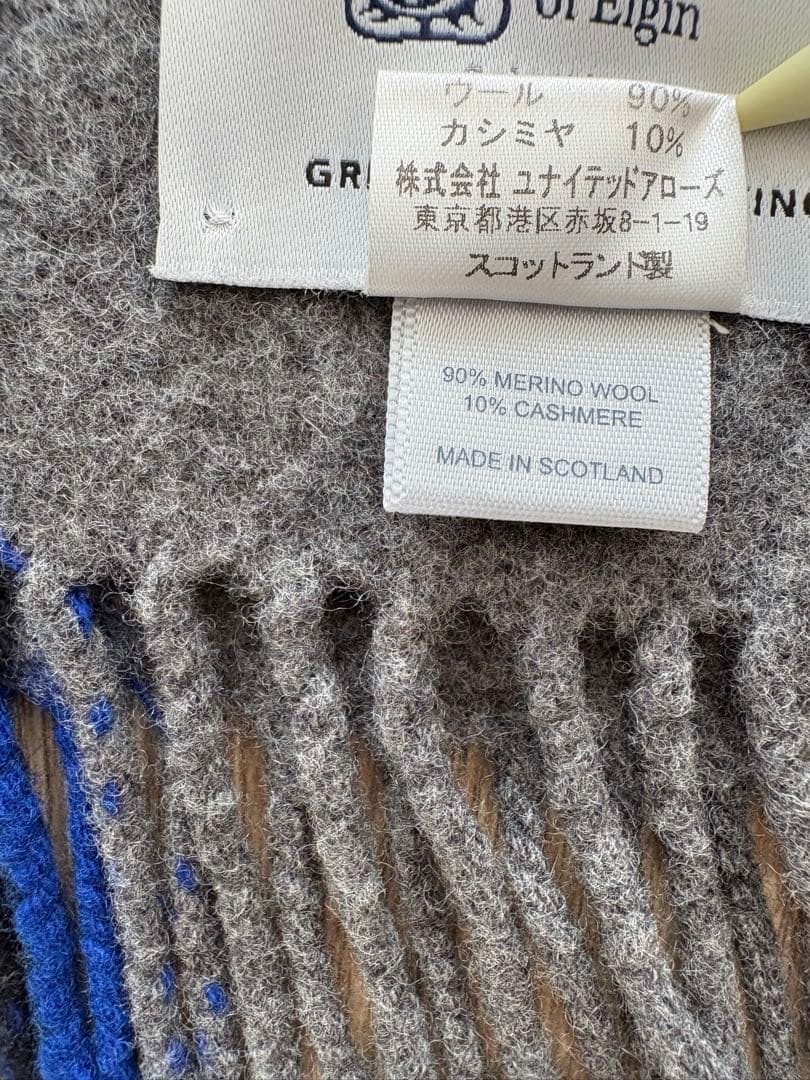 of Elgin
ウール 90%
カシミヤ 10%
株式会社 ユナイテッドアローズ
東京都港区赤坂8-1-19
スコットランド製
90% MERINO WOOL
10% CASHMERE
MADE IN SCOTLAND